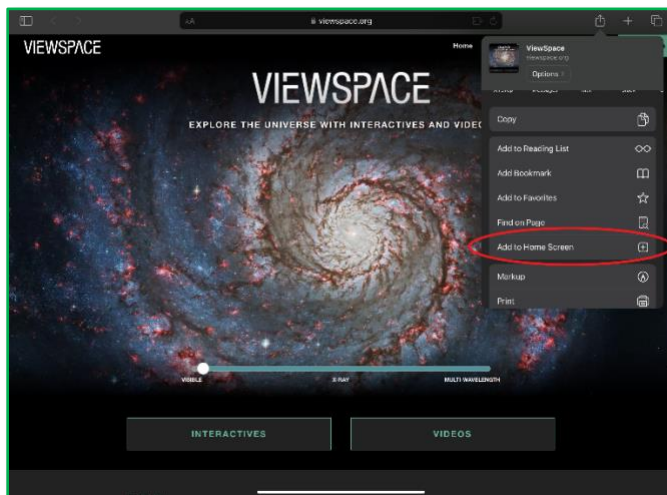 AA
viewspace.org
VIEWSPACE
Home
ViewSpace
viewspace.org
Options
VIEWSPACE
EXPLORE THE UNIVERSE WITH INTERACTIVES AND VIDEO
Copy
Add to Reading List
Add Bookmark
Add to Favorites
Find on Page
Add to Home Screen
Markup
Print
VISIBLE
X-RAY
MULTI-WAVELENGTH
INTERACTIVES
VIDEOS